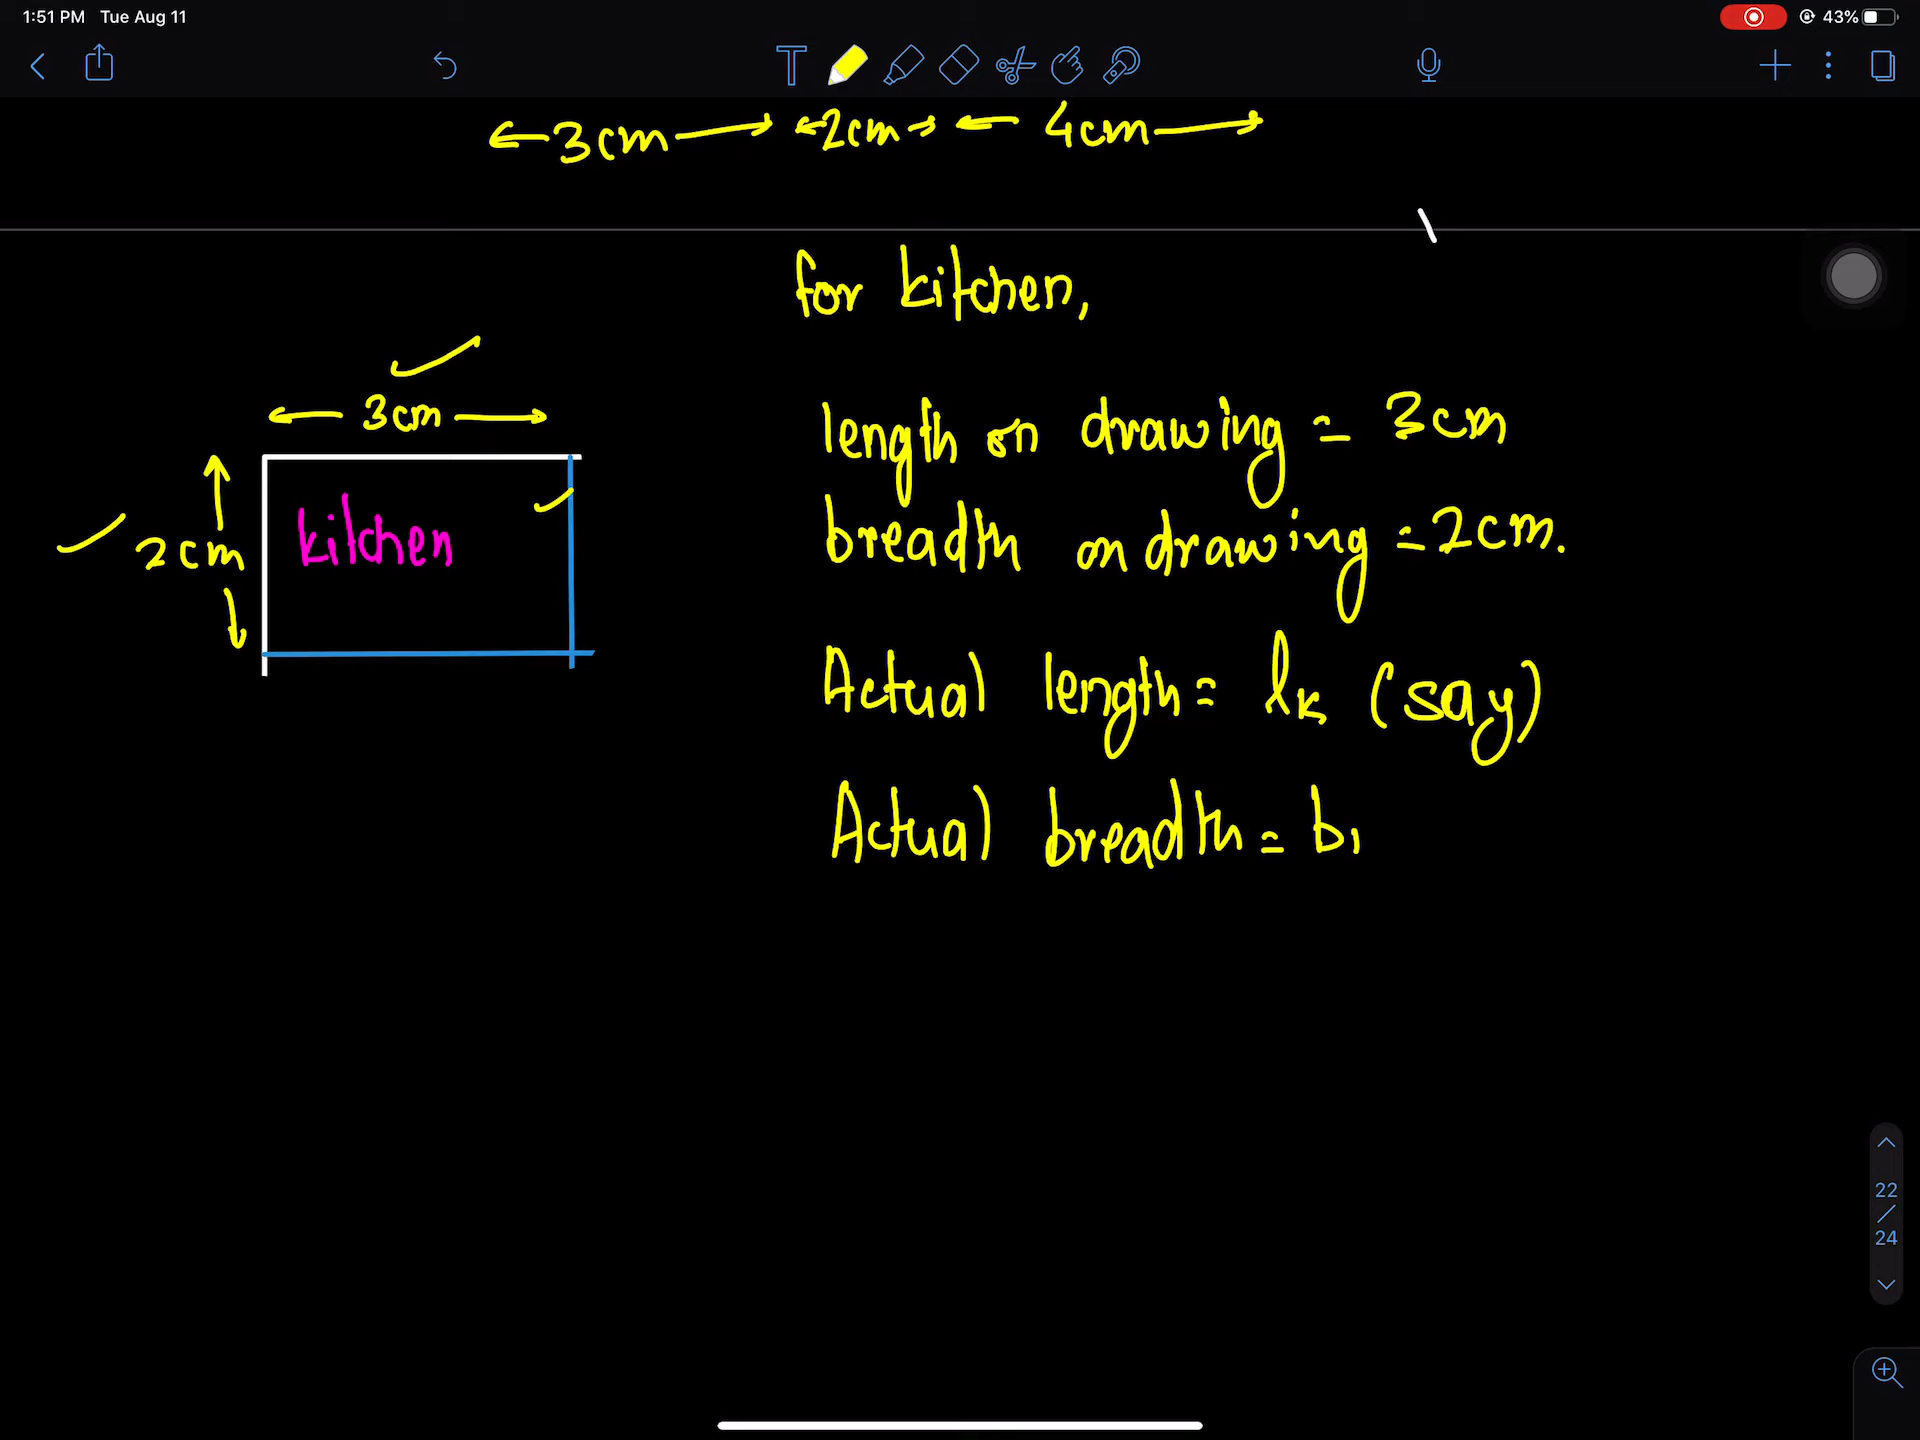 1:51 PM Tue Aug 11
43%
3cm 2cm 4cm
for kitchen,
3cm
length on drawing = 3cm
2cm
kitchen
breadth on drawing = 2cm.
Actual length = lk (say)
Actual breadth = b
22
/
24